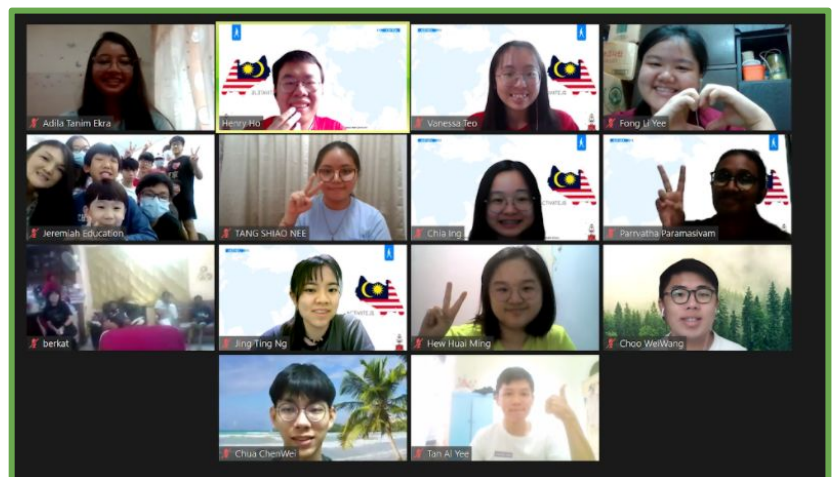 Adila Tanim Ekra
Henry Ho
Vanessa Teo
Fong Li Yee
Jeremiah Education
TANG SHIAO NEE
Chia Ing
Parrvatha Paramasivam
berkat
Jing Ting Ng
Hew Huai Ming
Choo WeiWang
Chua ChenWei
Tan AI Yee